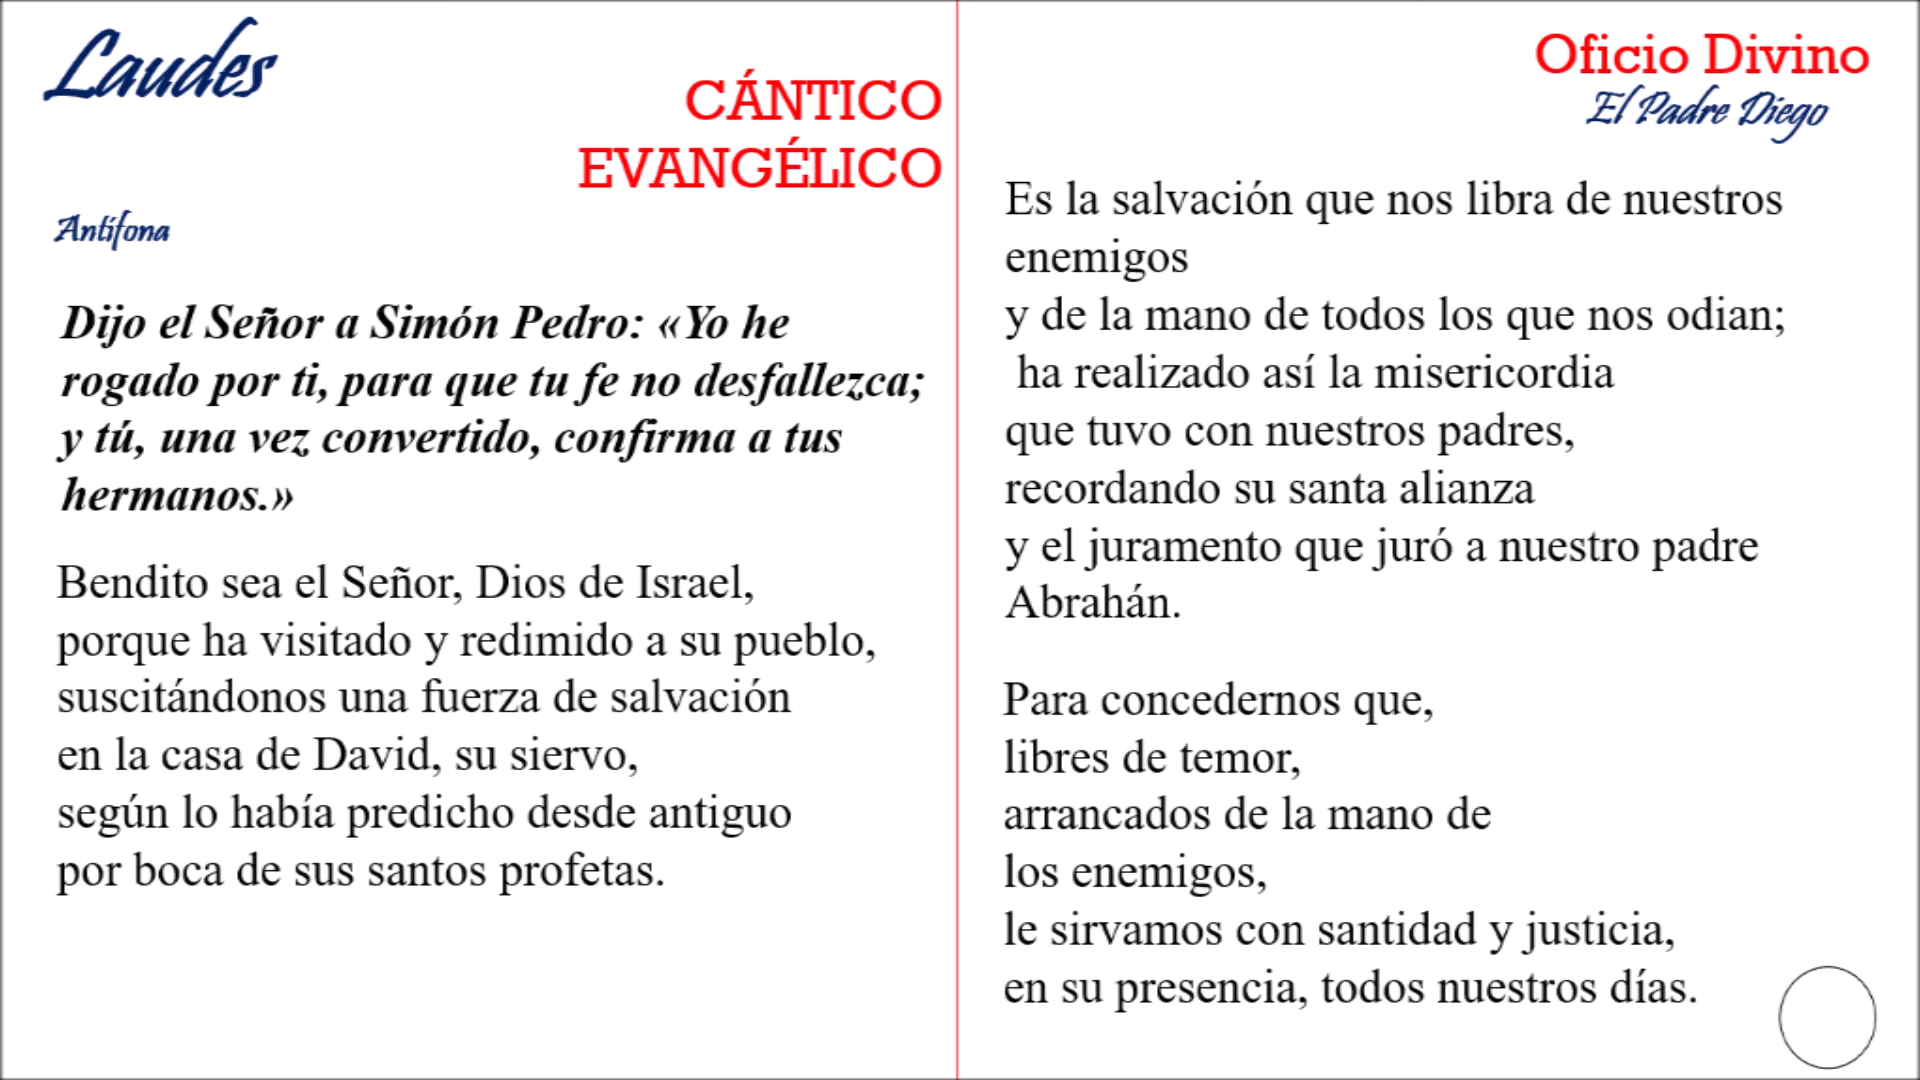 Laudes
CÁNTICO
EVANGÉLICO
Antífona
Dijo el Señor a Simón Pedro: «Yo he
rogado por ti, para que tu fe no desfallezca;
y tú, una vez convertido, confirma a tus
hermanos.»
Bendito sea el Señor, Dios de Israel,
porque ha visitado y redimido a su pueblo,
suscitándonos una fuerza de salvación
en la casa de David, su siervo,
según lo había predicho desde antiguo
por boca de sus santos profetas.
Oficio Divino
El Padre Diego
Es la salvación que nos libra de nuestros
enemigos
y de la mano de todos los que nos odian;
ha realizado así la misericordia
que tuvo con nuestros padres,
recordando su santa alianza
y el juramento que juró a nuestro padre
Abrahán.
Para concedernos que,
libres de temor,
arrancados de la mano de
los enemigos,
le sirvamos con santidad y justicia,
en su presencia, todos nuestros días.